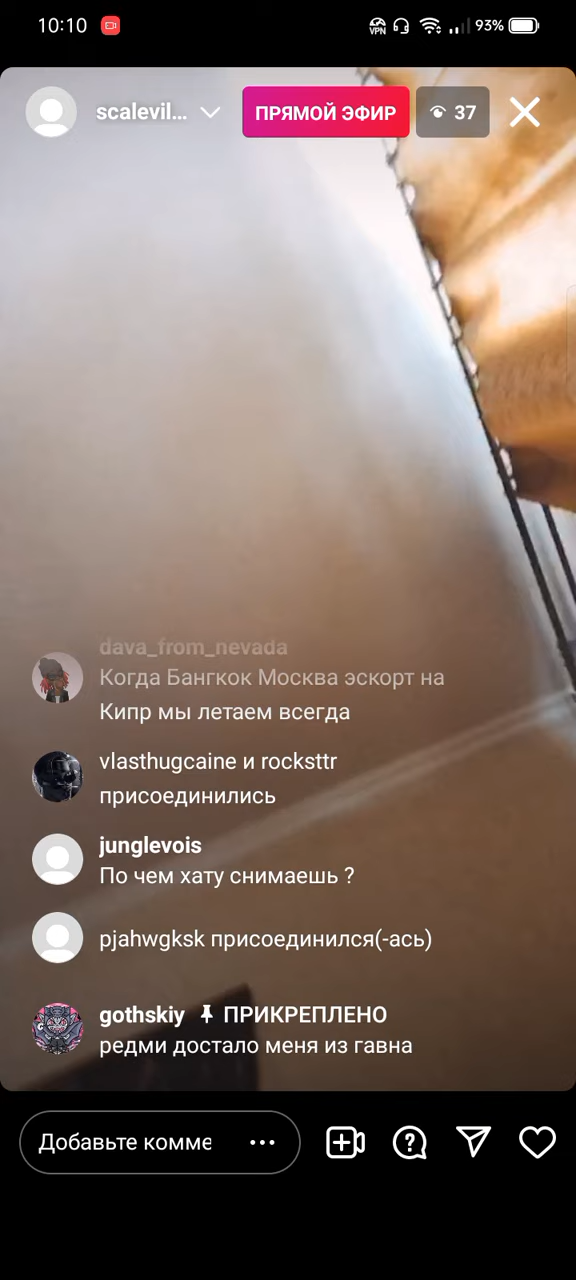 10:10
VPN 93%
scalevil...
ПРЯМОЙ ЭФИР
37
dava_from_nevada
Когда Бангкок Москва эскорт на
Кипр мы летаем всегда
vlasthugcaine и rocksttr
присоединились
junglevois
По чем хату снимаешь ?
pjahwgksk присоединился(-ась)
gothskiy ПРИКРЕПЛЕНО
редми достало меня из гавна
Добавьте комме